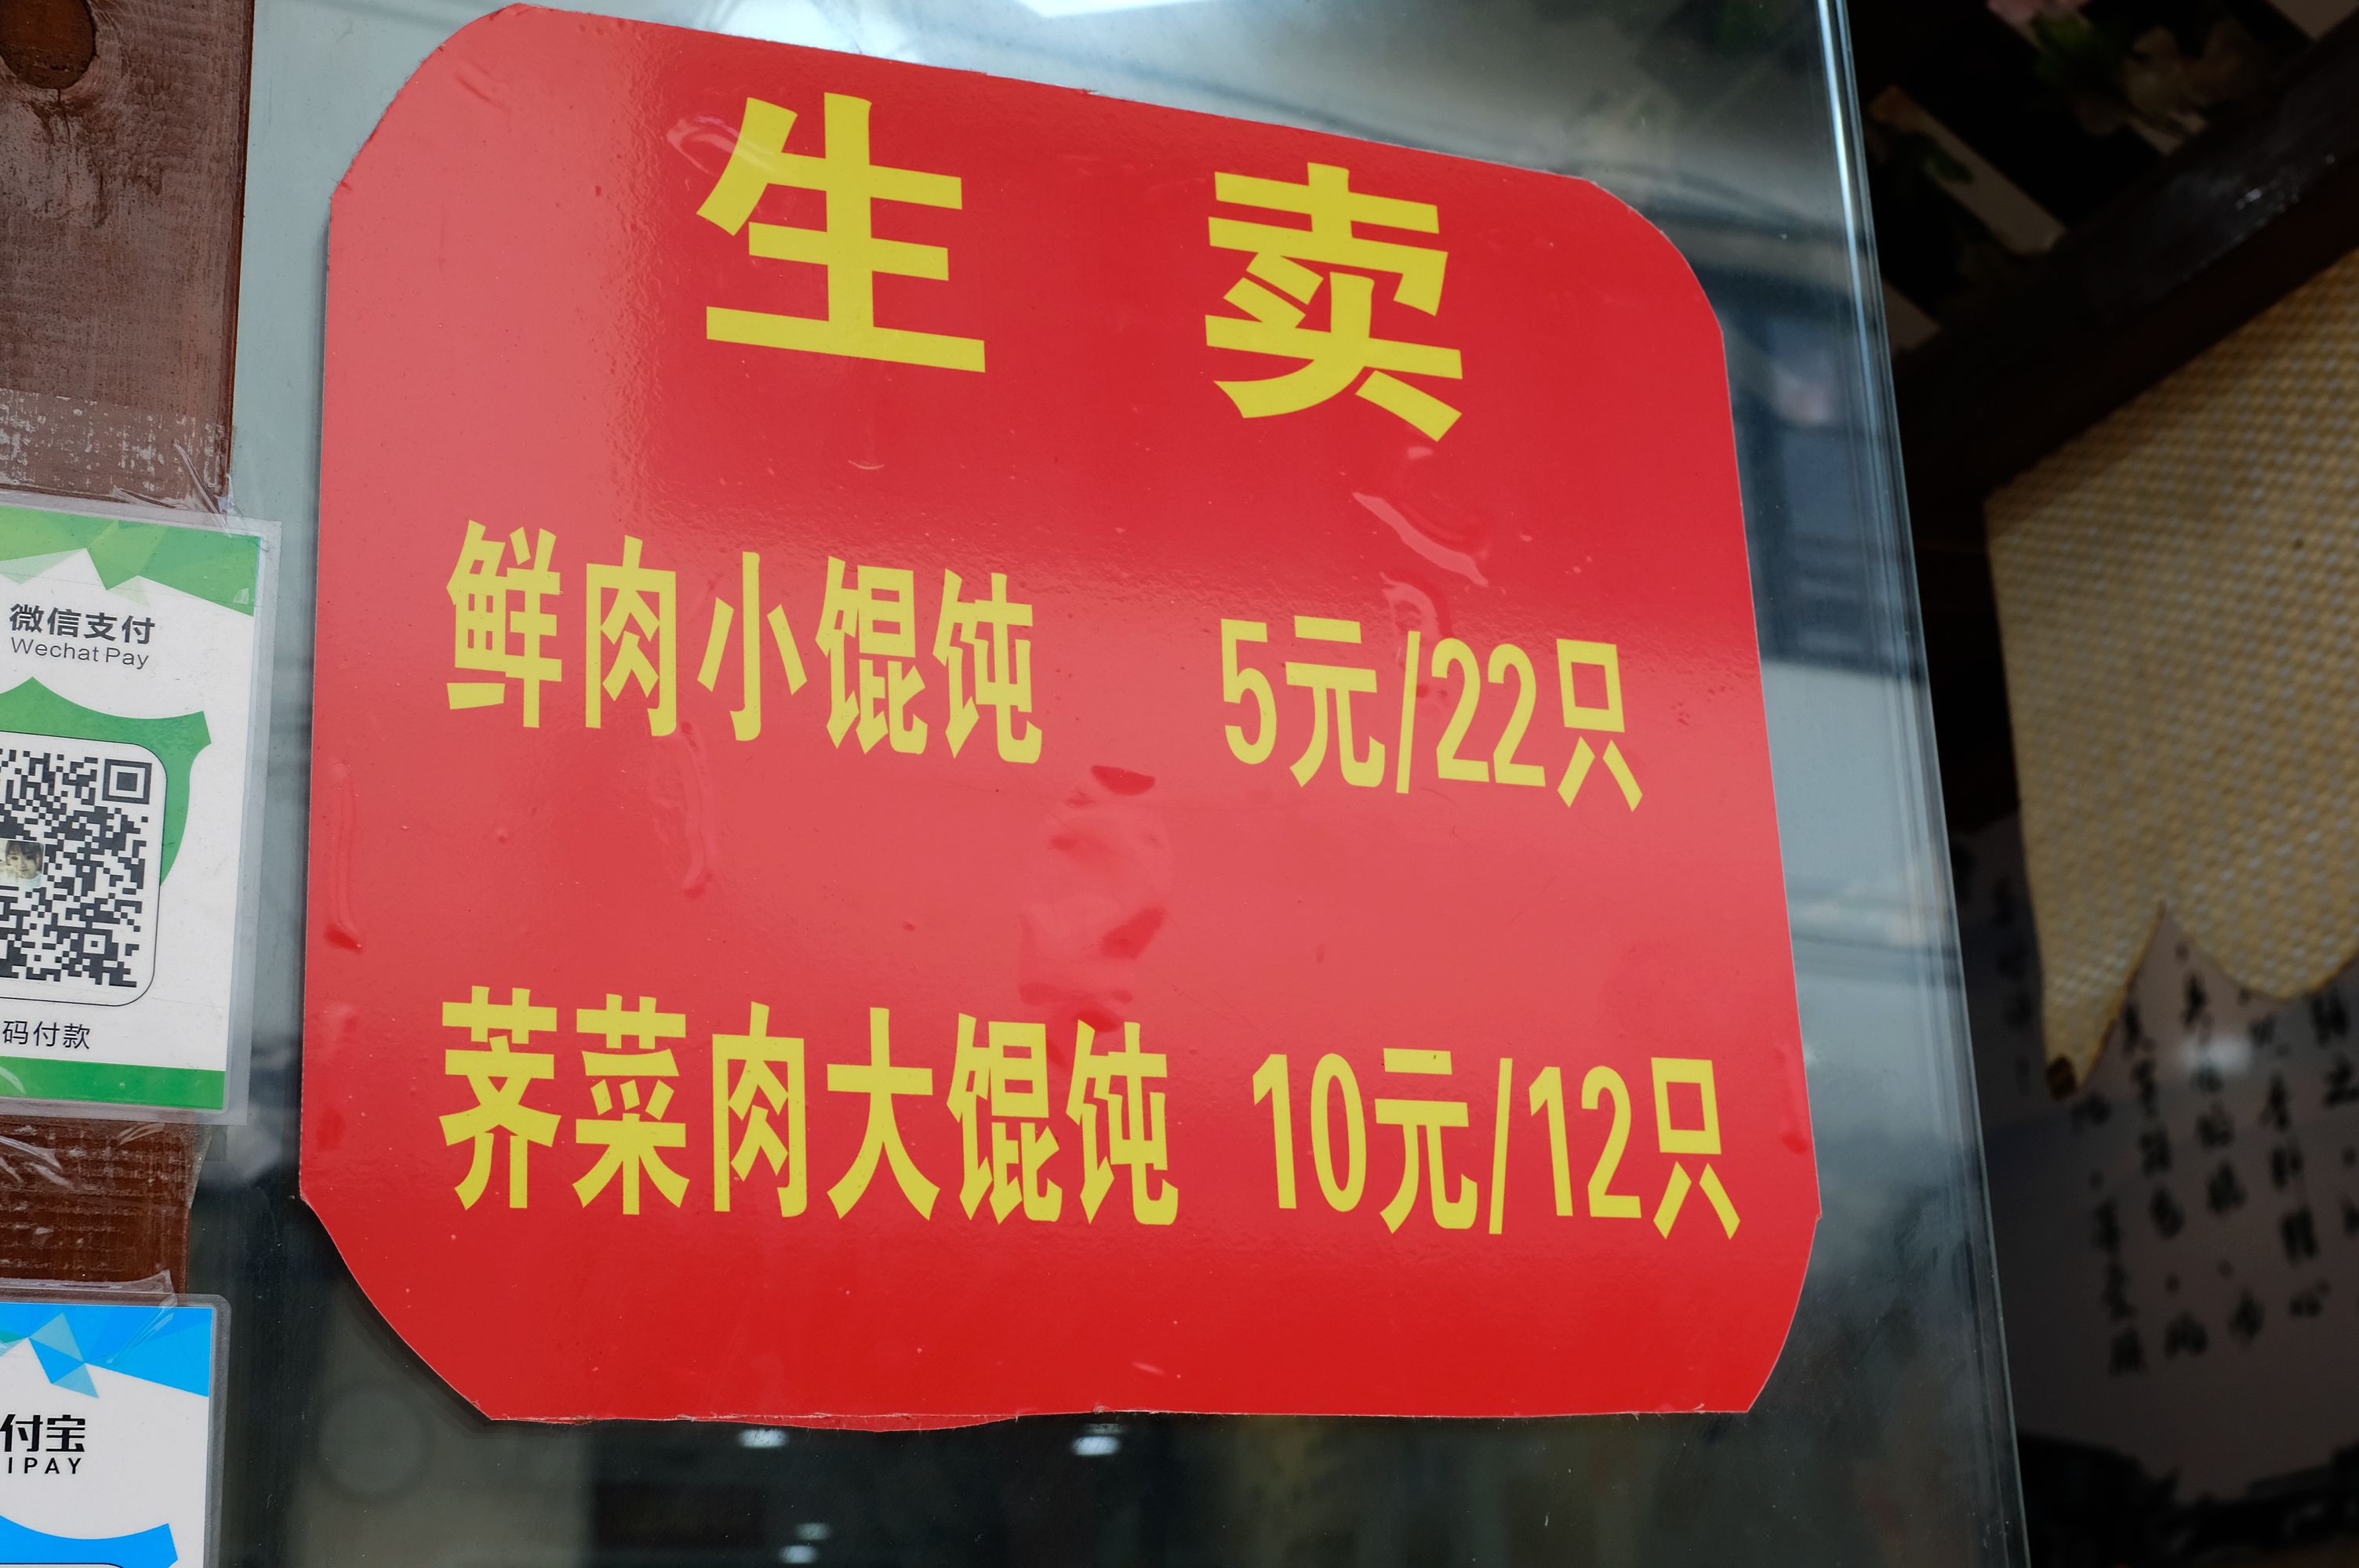 生 卖
鲜肉小馄饨 5元/22只
荠菜肉大馄饨 10元/12只
微信支付
Wechat Pay
码付款
付宝
IPAY